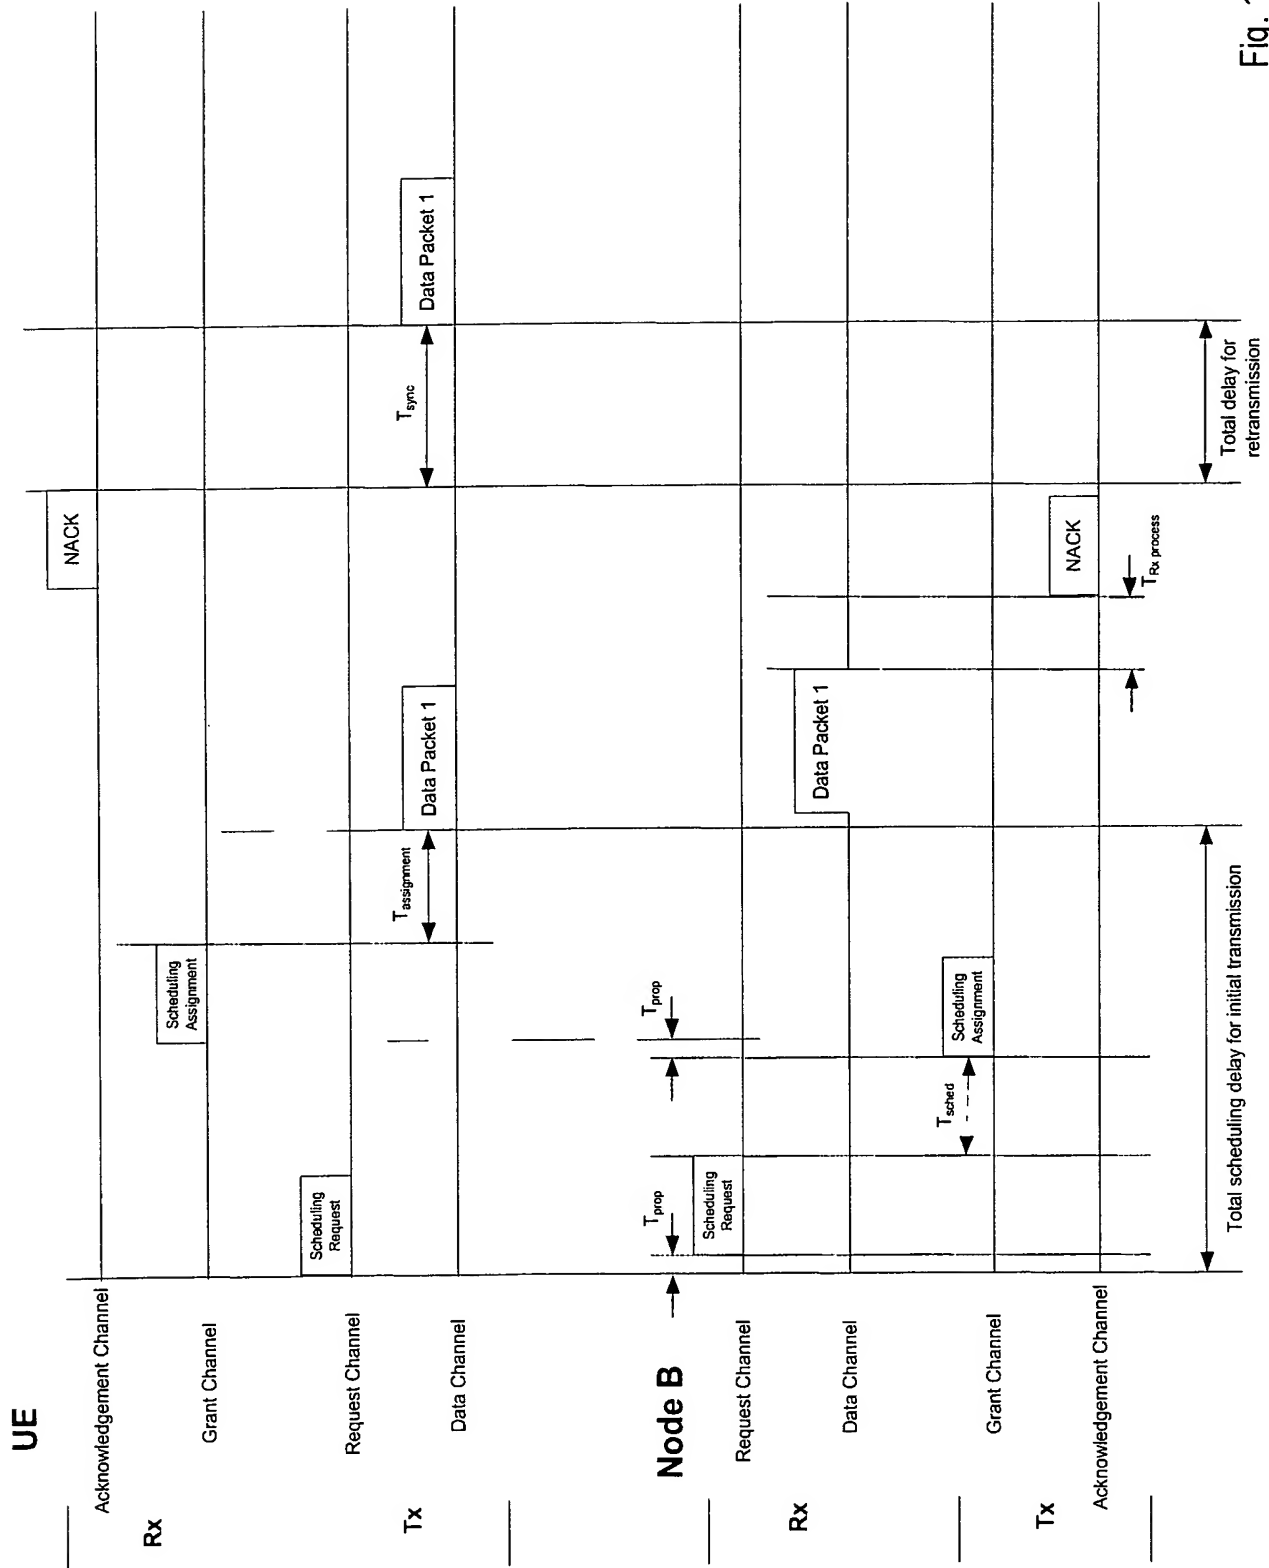 UE
Rx
Acknowledgement Channel
NACK
Grant Channel
Scheduling
Assignment
Tx
Request Channel
Scheduling
Request
Data Channel
Tassignment
Data Packet 1
Tsync
Data Packet 1
Node B
Tprop
Tprop
Rx
Request Channel
Scheduling
Request
Data Channel
Data Packet 1
Tx
Grant Channel
Tsched
Scheduling
Assignment
Acknowledgement Channel
NACK
TRx process
Total scheduling delay for initial transmission
Total delay for
retransmission
Fig.